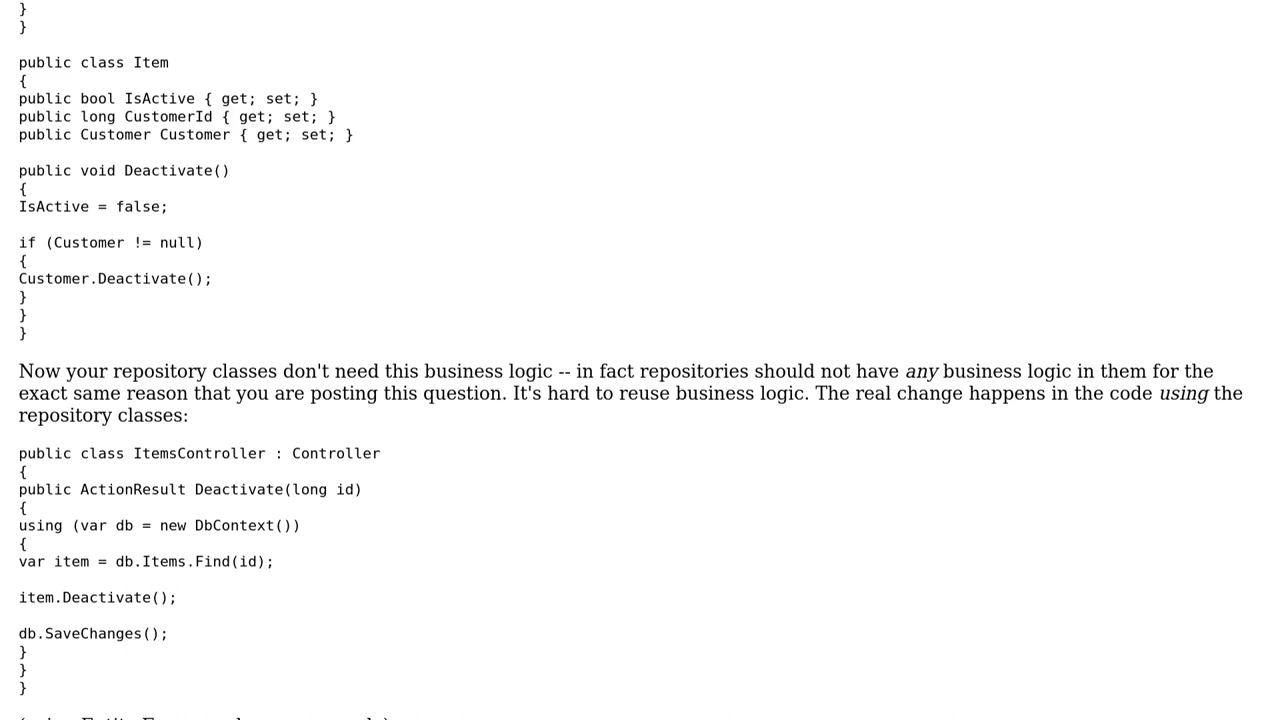 }
}
public class Item
{
public bool IsActive { get; set; }
public long CustomerId { get; set; }
public Customer Customer { get; set; }
public void Deactivate()
{
IsActive = false;
if (Customer != null)
{
Customer.Deactivate();
}
}
}
Now your repository classes don't need this business logic -- in fact repositories should not have any business logic in them for the
exact same reason that you are posting this question. It's hard to reuse business logic. The real change happens in the code using the
repository classes:
public class ItemsController : Controller
{
public ActionResult Deactivate(long id)
{
using (var db = new DbContext())
{
var item = db.Items.Find(id);
item.Deactivate();
db.SaveChanges();
}
}
}